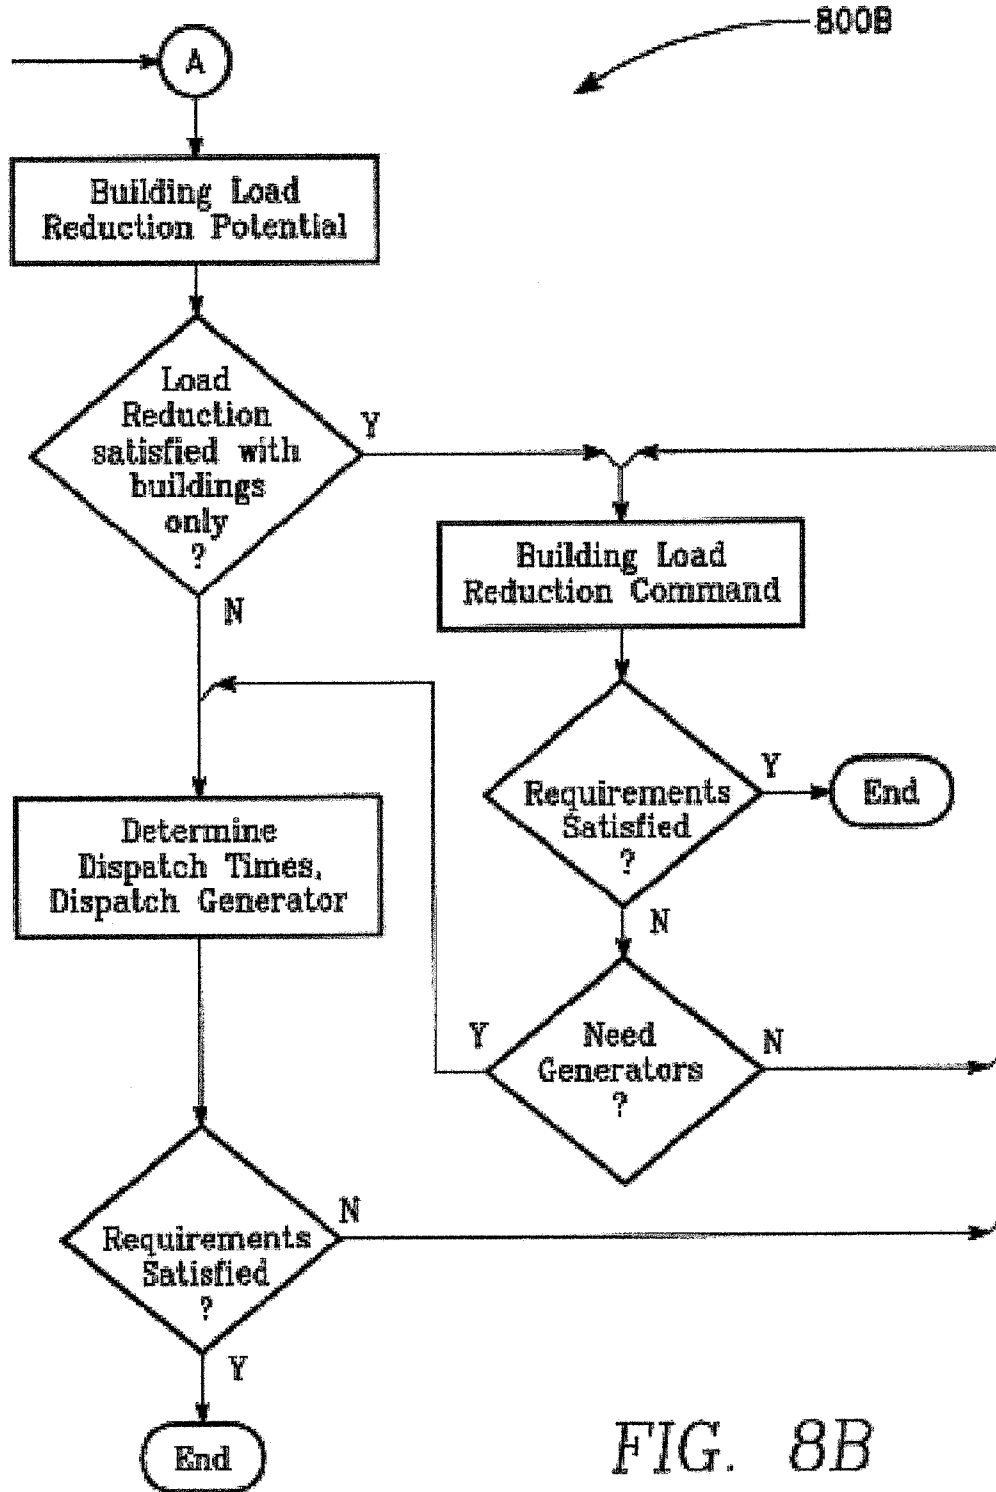 800B
A
Building Load
Reduction Potential
Load
Reduction
satisfied with
buildings
only
?
Y
N
Building Load
Reduction Command
Requirements
Satisfied
?
Y
End
N
Determine
Dispatch Times,
Dispatch Generator
Need
Generators
?
Y
N
Requirements
Satisfied
?
N
Y
End
FIG. 8B